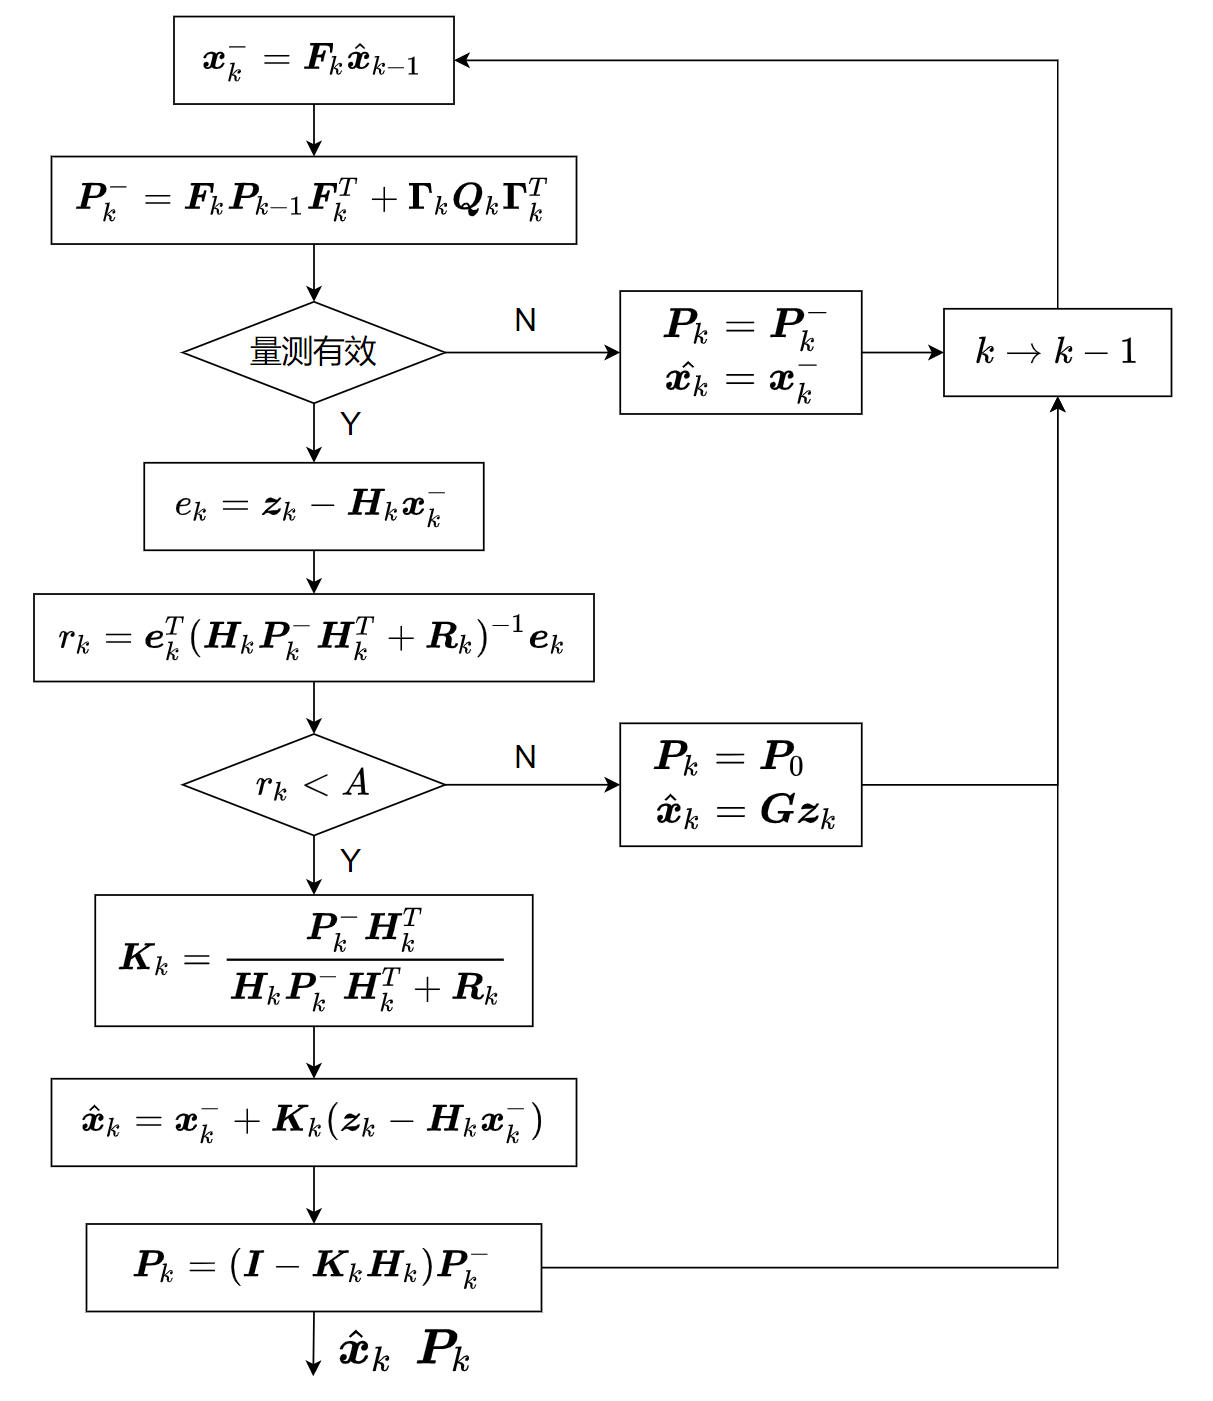 $\boldsymbol{x}_k^- = \boldsymbol{F}_k \hat{\boldsymbol{x}}_{k-1}$
$\boldsymbol{P}_k^- = \boldsymbol{F}_k \boldsymbol{P}_{k-1} \boldsymbol{F}_k^T + \boldsymbol{\Gamma}_k \boldsymbol{Q}_k \boldsymbol{\Gamma}_k^T$
量测有效
N
$\boldsymbol{P}_k = \boldsymbol{P}_k^-$
$\hat{\boldsymbol{x}_k} = \boldsymbol{x}_k^-$
$k \to k - 1$
Y
$e_k = \boldsymbol{z}_k - \boldsymbol{H}_k \boldsymbol{x}_k^-$
$r_k = \boldsymbol{e}_k^T (\boldsymbol{H}_k \boldsymbol{P}_k^- \boldsymbol{H}_k^T + \boldsymbol{R}_k)^{-1} \boldsymbol{e}_k$
$r_k < A$
N
$\boldsymbol{P}_k = \boldsymbol{P}_0$
$\hat{\boldsymbol{x}}_k = \boldsymbol{G} \boldsymbol{z}_k$
Y
$\boldsymbol{K}_k = \frac{\boldsymbol{P}_k^- \boldsymbol{H}_k^T}{\boldsymbol{H}_k \boldsymbol{P}_k^- \boldsymbol{H}_k^T + \boldsymbol{R}_k}$
$\hat{\boldsymbol{x}}_k = \boldsymbol{x}_k^- + \boldsymbol{K}_k (\boldsymbol{z}_k - \boldsymbol{H}_k \boldsymbol{x}_k^-)$
$\boldsymbol{P}_k = (\boldsymbol{I} - \boldsymbol{K}_k \boldsymbol{H}_k) \boldsymbol{P}_k^-$
$\hat{\boldsymbol{x}}_k \ \boldsymbol{P}_k$